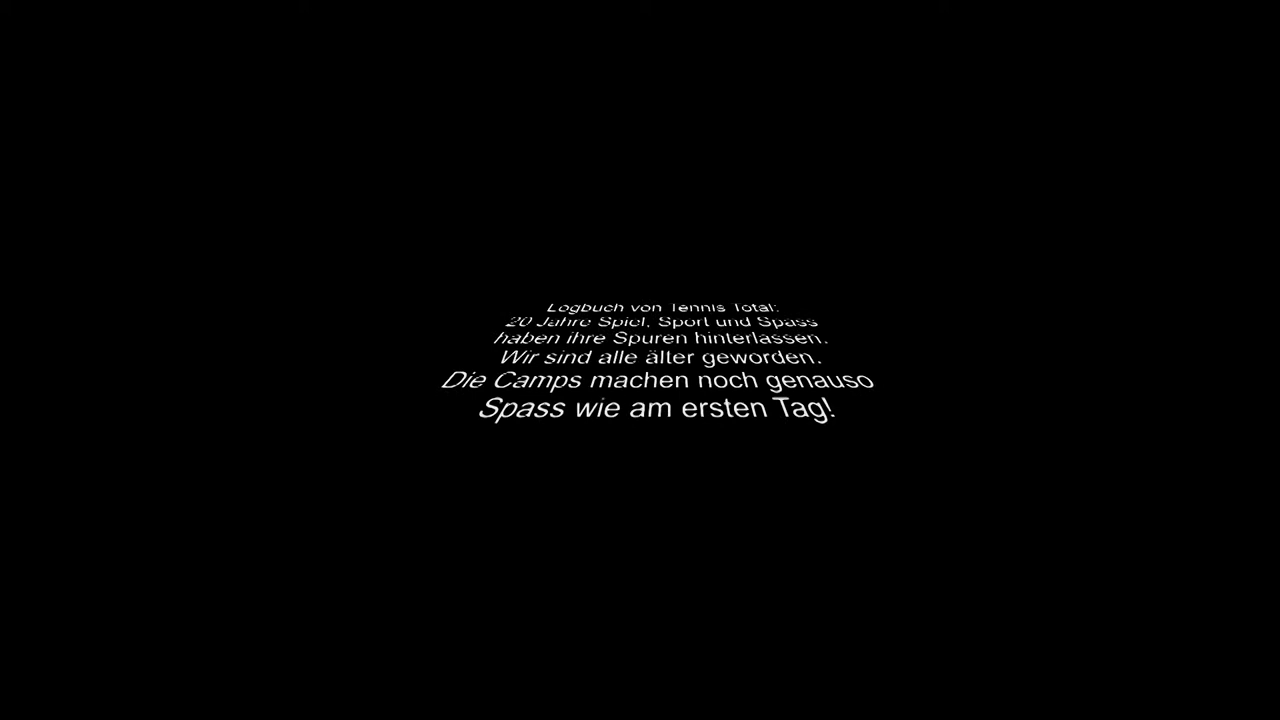 Logbuch von Tennis Total:
20 Jahre Spiel, Sport und Spass
haben ihre Spuren hinterlassen.
Wir sind alle älter geworden.
Die Camps machen noch genauso
Spass wie am ersten Tag!